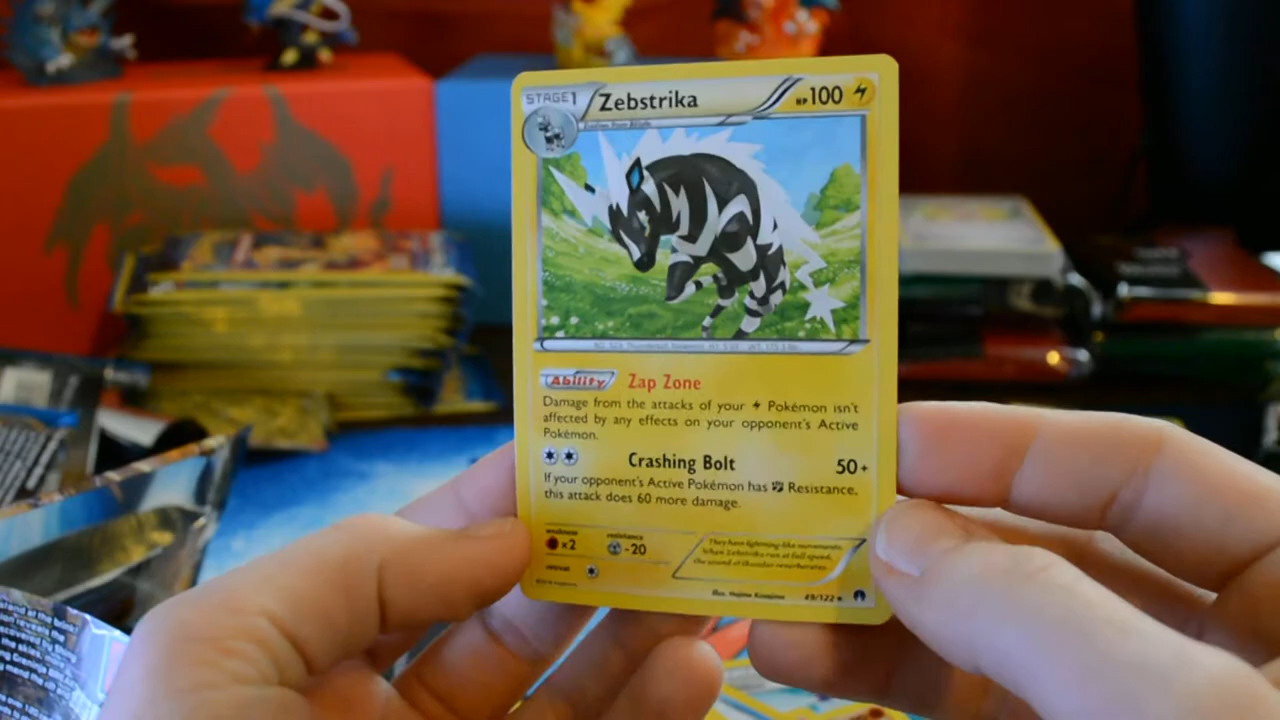 STAGE1 Zebstrika HP100
Evolves from Blitzle
Ability Zap Zone
Damage from the attacks of your Pokémon isn't
affected by any effects on your opponent's Active
Pokémon.
Crashing Bolt 50+
If your opponent's Active Pokémon has Resistance,
this attack does 60 more damage.
weakness resistance
x2 -20
They have lightning-like movements.
When Zebstrika run at full speed,
the sound of thunder reverberates.
retreat
Illus. Hajime Kusajima 49/122